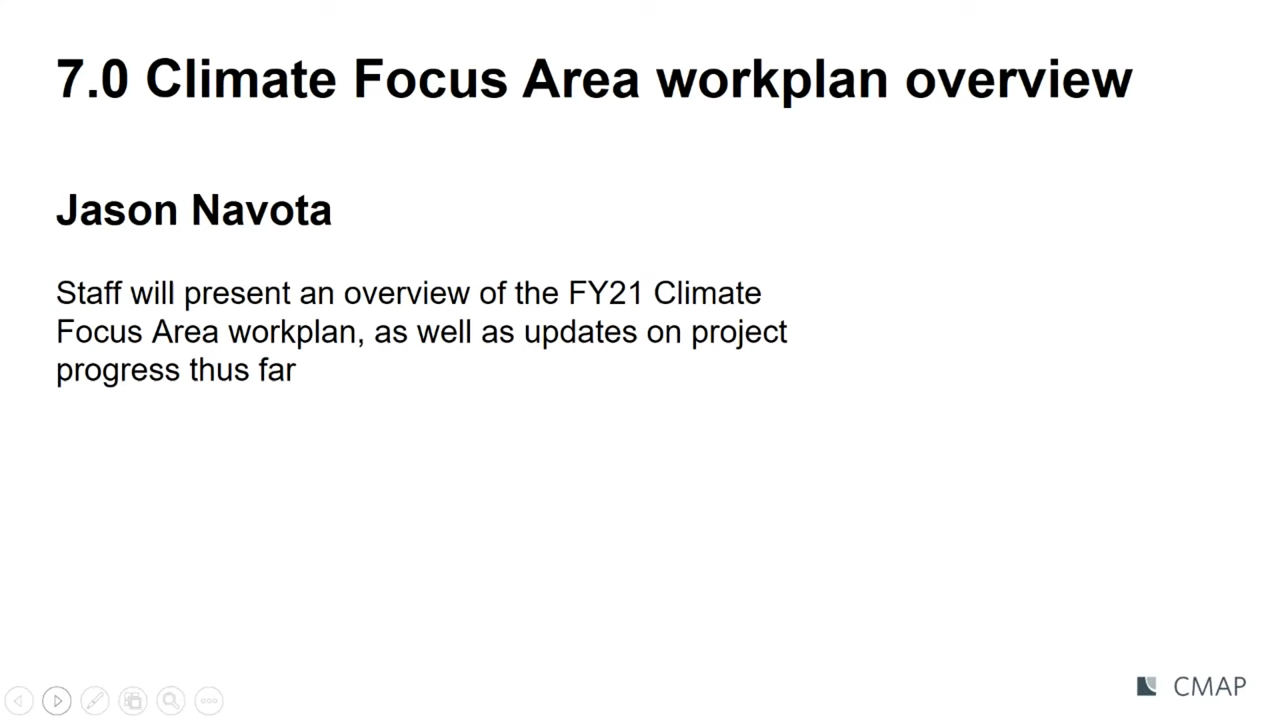 7.0 Climate Focus Area workplan overview
Jason Navota
Staff will present an overview of the FY21 Climate
Focus Area workplan, as well as updates on project
progress thus far
CMAP